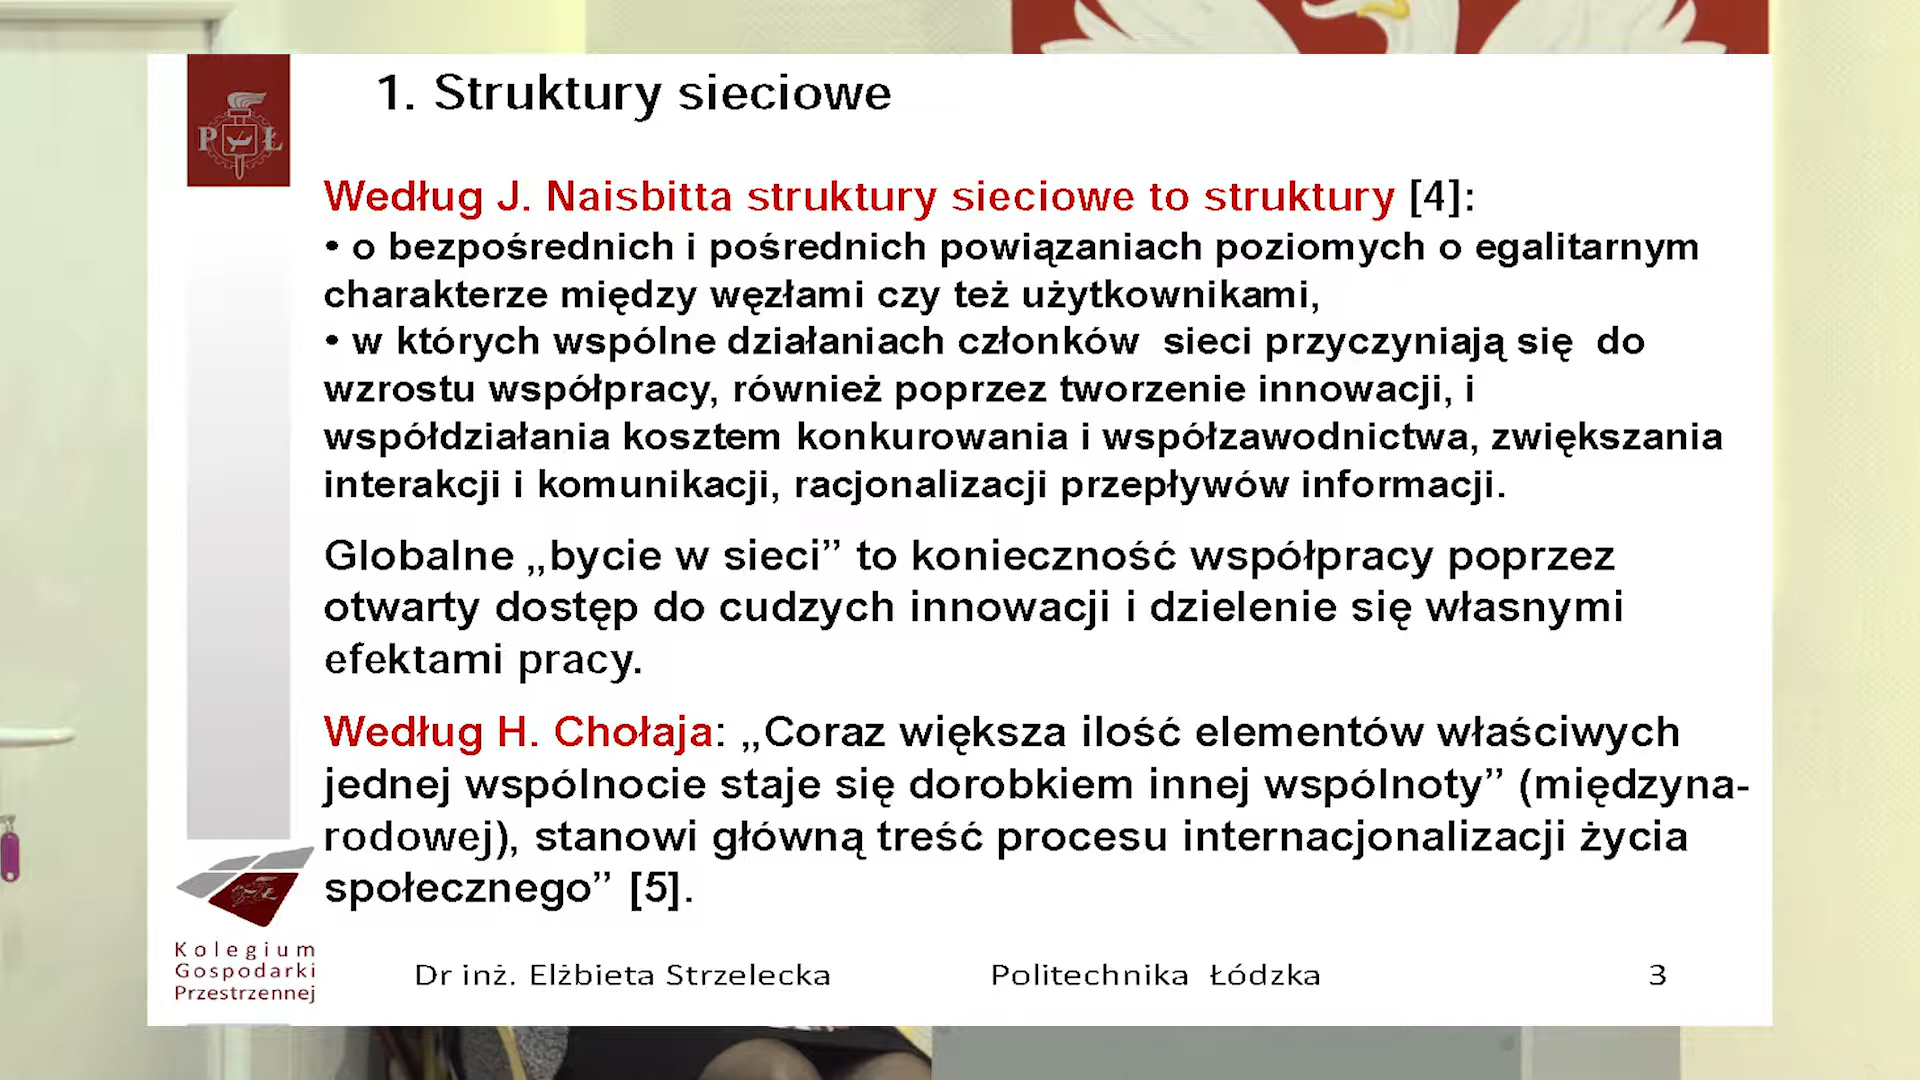 P Ł
1. Struktury sieciowe
Według J. Naisbitta struktury sieciowe to struktury [4]:
• o bezpośrednich i pośrednich powiązaniach poziomych o egalitarnym
charakterze między węzłami czy też użytkownikami,
• w których wspólne działaniach członków sieci przyczyniają się do
wzrostu współpracy, również poprzez tworzenie innowacji, i
współdziałania kosztem konkurowania i współzawodnictwa, zwiększania
interakcji i komunikacji, racjonalizacji przepływów informacji.
Globalne „bycie w sieci” to konieczność współpracy poprzez
otwarty dostęp do cudzych innowacji i dzielenie się własnymi
efektami pracy.
Według H. Chołaja: „Coraz większa ilość elementów właściwych
jednej wspólnocie staje się dorobkiem innej wspólnoty” (międzyna-
rodowej), stanowi główną treść procesu internacjonalizacji życia
społecznego” [5].
Kolegium
Gospodarki
Przestrzennej
Dr inż. Elżbieta Strzelecka Politechnika Łódzka 3